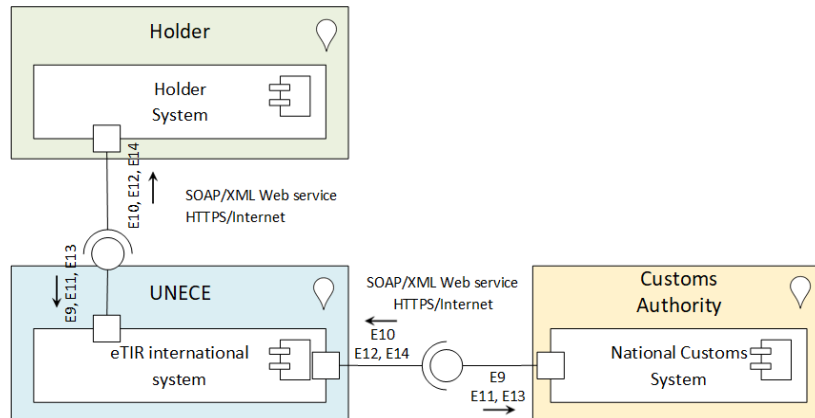 Holder
Holder
System
E10, E12, E14
SOAP/XML Web service
HTTPS/Internet
E9, E11, E13
UNECE
eTIR international
system
SOAP/XML Web service
HTTPS/Internet
E10
E12, E14
E9
E11, E13
Customs
Authority
National Customs
System